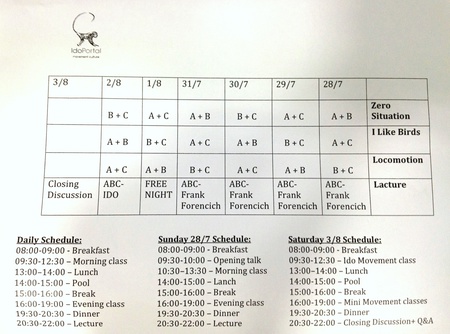 IdoPortal
movement culture
3/8 2/8 1/8 31/7 30/7 29/7 28/7
B + C A + C A + B B + C A + C A + B Zero Situation
A + B B + C A + C A + B B + C A + C I Like Birds
A + C A + B B + C A + C A + B B + C Locomotion
Closing Discussion ABC-IDO FREE NIGHT ABC-Frank Forencich ABC-Frank Forencich ABC-Frank Forencich ABC-Frank Forencich Lacture
Daily Schedule:
08:00-09:00 - Breakfast
09:30-12:30 – Morning class
13:00–14:00 – Lunch
14:00-15:00 – Pool
15:00-16:00 – Break
16:00-19:00 – Evening class
19:30-20:30 – Dinner
20:30-22:00 – Lecture
Sunday 28/7 Schedule:
08:00-09:00 - Breakfast
09:30-10:00 – Opening talk
10:30–13:30 – Morning class
14:00-15:00 – Lanch
15:00-16:00 – Break
16:00-19:00 – Evening class
19:30-20:30 – Dinner
20:30-22:00 – Lecture
Saturday 3/8 Schedule:
08:00-09:00 - Breakfast
09:30-12:30 – Ido Movement class
13:00–14:00 – Lunch
14:00-15:00 – Pool
15:00-16:00 – Break
16:00-19:00 – Mini Movement classes
19:30-20:30 – Dinner
20:30-22:00 – Closing Discussion+ Q&A